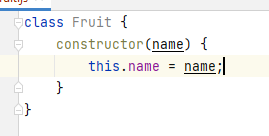 class Fruit {
    constructor(name) {
        this.name = name;
    }
}